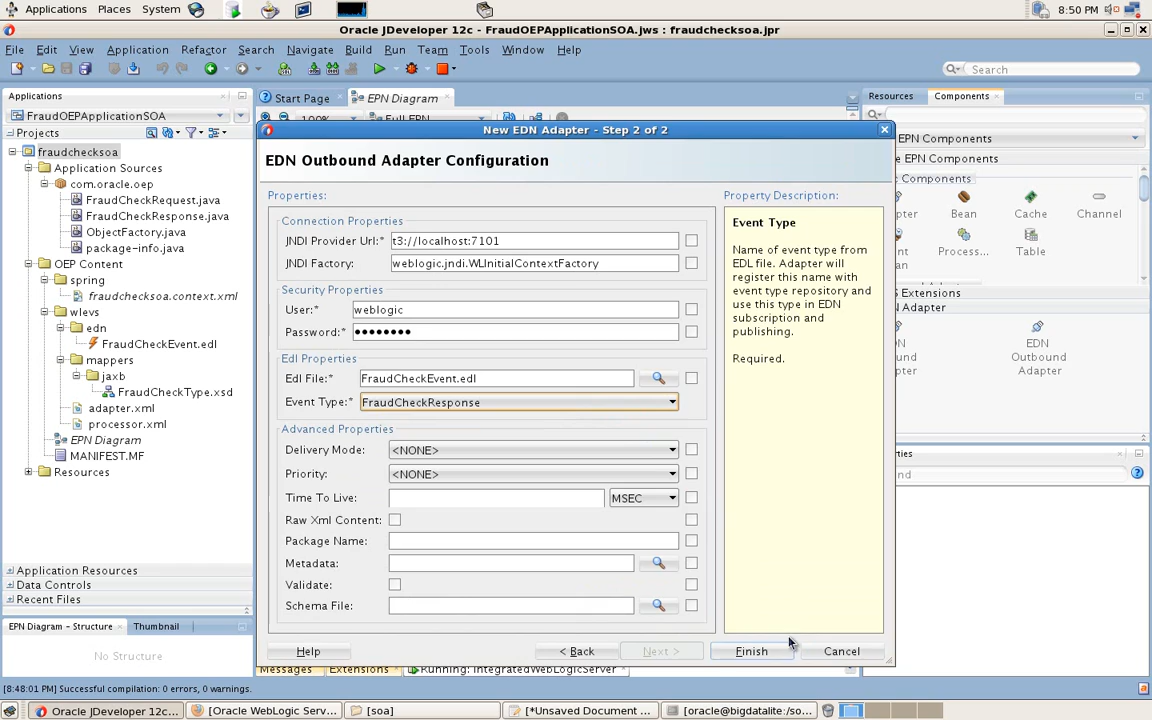 Applications Places System 8:50 PM
Oracle JDeveloper 12c - FraudOEPApplicationSOA.jws : fraudchecksoa.jpr
File Edit View Application Refactor Search Navigate Build Run Team Tools Window Help
Search
Applications
Start Page
EPN Diagram
Resources
Components
FraudOEPApplicationSOA
100%
Full EPN
Projects
EPN Components
fraudchecksoa
New EDN Adapter - Step 2 of 2
EPN Components
Application Sources
EDN Outbound Adapter Configuration
Components
com.oracle.oep
FraudCheckRequest.java
Properties:
Property Description:
FraudCheckResponse.java
Connection Properties
Event Type
Bean Cache Channel
ObjectFactory.java
JNDI Provider Url:* t3://localhost:7101
Name of event type from
EDL file. Adapter will
register this name with
event type repository and
use this type in EDN
subscription and
publishing.
Required.
package-info.java
JNDI Factory: weblogic.jndi.WLInitialContextFactory
Process... Table
OEP Content
spring
Security Properties
fraudchecksoa.context.xml
User:* weblogic
Extensions
wlevs
Adapter
edn
Password:* ••••••••
FraudCheckEvent.edl
EDN
EDN
Outbound
Adapter
mappers
Edl Properties
jaxb
Edl File:* FraudCheckEvent.edl
FraudCheckType.xsd
Event Type:* FraudCheckResponse
adapter.xml
processor.xml
Advanced Properties
EPN Diagram
Delivery Mode: <NONE>
MANIFEST.MF
Resources
Priority: <NONE>
Time To Live: MSEC
Raw Xml Content:
Package Name:
Metadata:
Application Resources
Validate:
Data Controls
Recent Files
Schema File:
EPN Diagram - Structure
Thumbnail
Help < Back Next > Finish Cancel
No Structure
Messages Extensions Running: IntegratedWebLogicServer
[8:48:01 PM] Successful compilation: 0 errors, 0 warnings.
Oracle JDeveloper 12c... [Oracle WebLogic Serv... [soa] [*Unsaved Document ... [oracle@bigdatalite:/so...